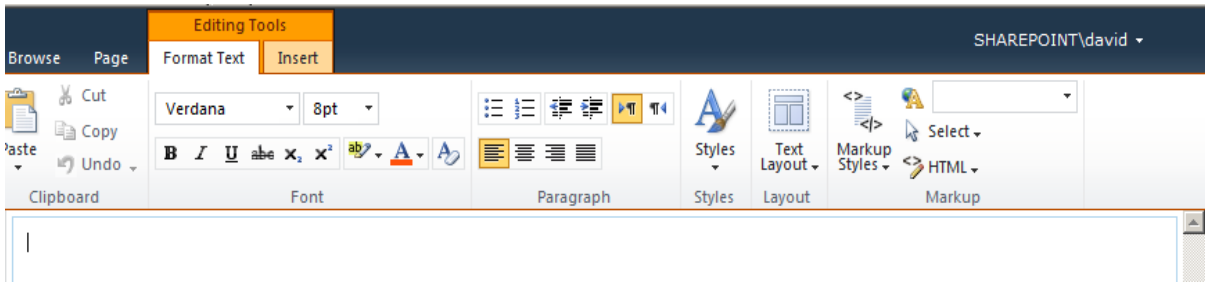 Editing Tools
SHAREPOINT\david
Browse Page Format Text Insert
Cut
Copy
Undo
Verdana 8pt
B I U abc x₂ x²
ab A A
Styles
Text
Layout
Markup
Styles
Select
HTML
Clipboard Font Paragraph Styles Layout Markup